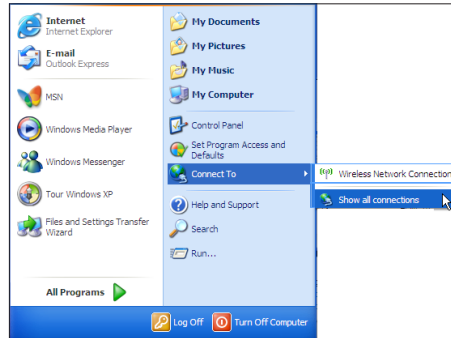 Internet
Internet Explorer
E-mail
Outlook Express
MSN
Windows Media Player
Windows Messenger
Tour Windows XP
Files and Settings Transfer
Wizard
All Programs
My Documents
My Pictures
My Music
My Computer
Control Panel
Set Program Access and
Defaults
Connect To
Help and Support
Search
Run...
Wireless Network Connection
Show all connections
Log Off
Turn Off Computer